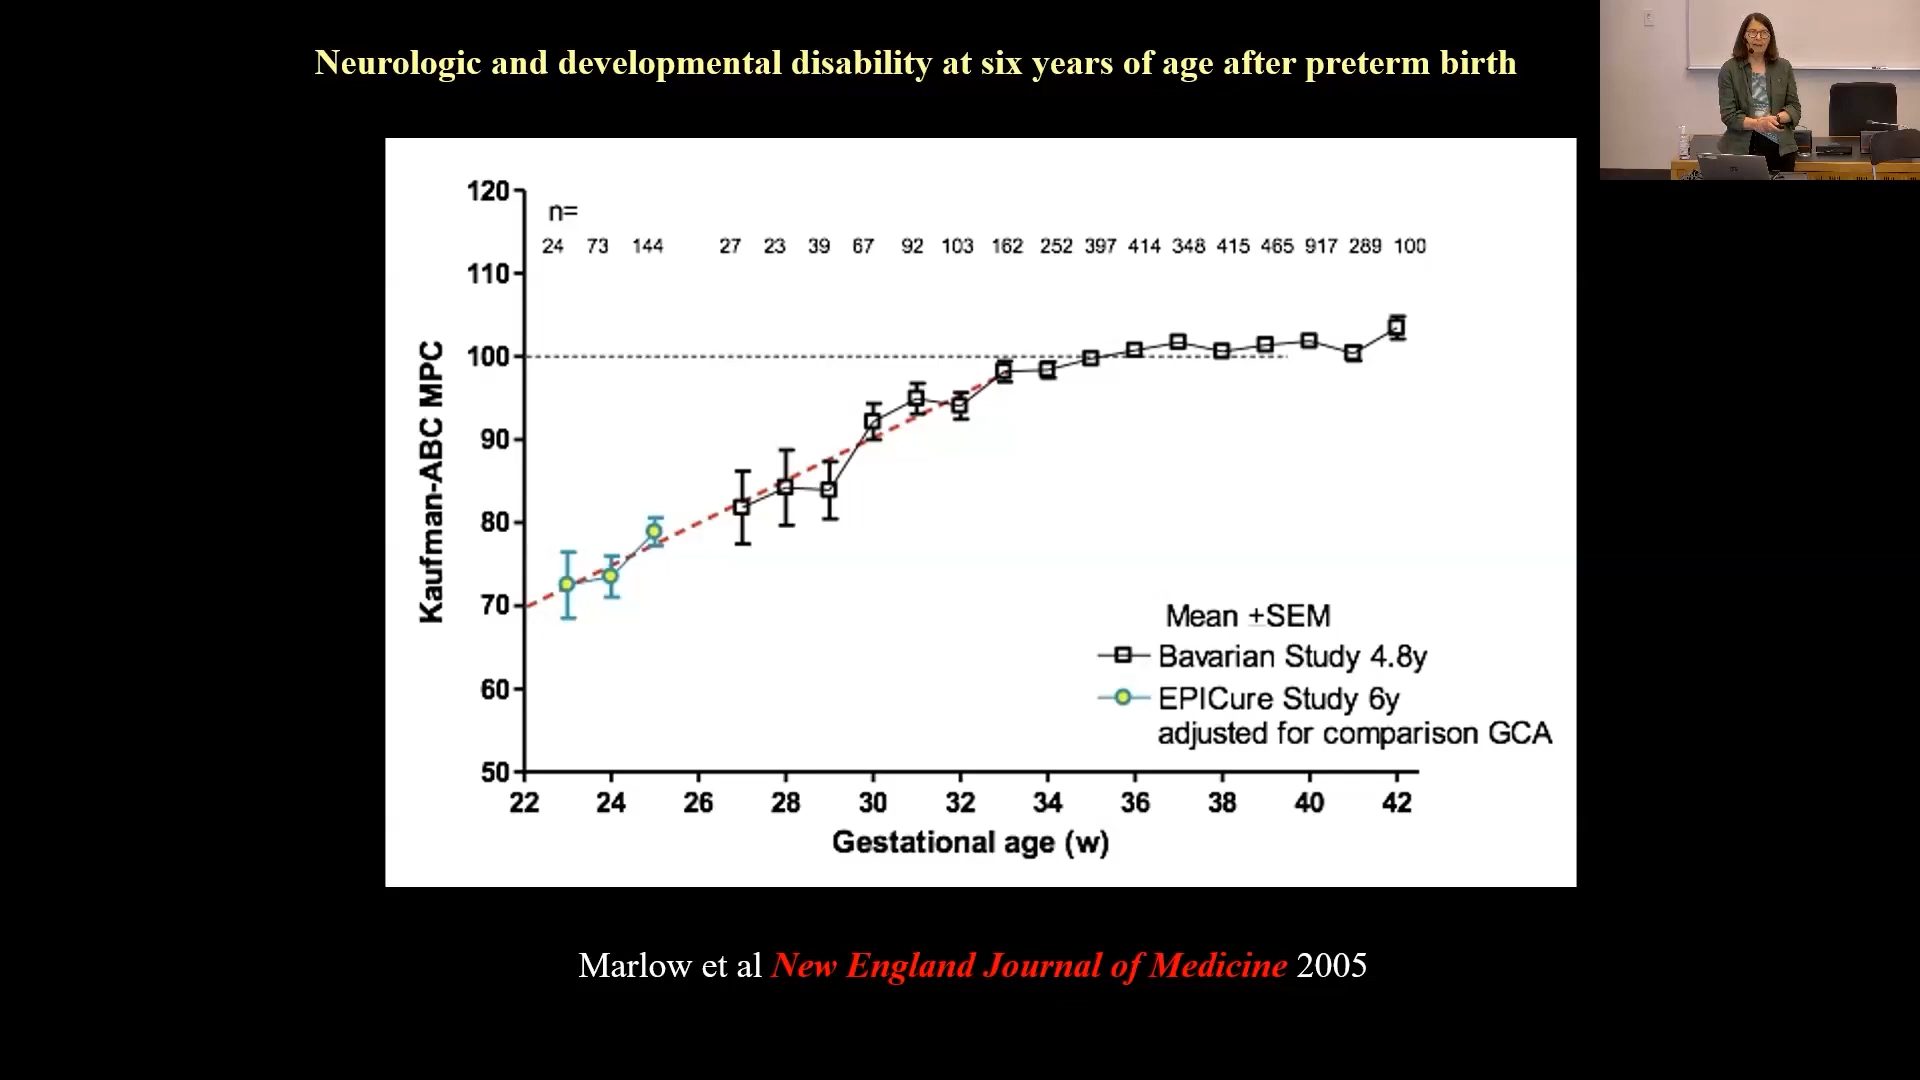 Neurologic and developmental disability at six years of age after preterm birth
120
n=
24 73 144 27 23 39 67 92 103 162 252 397 414 348 415 465 917 289 100
110
100
90
80
70
60
50
Kaufman-ABC MPC
Mean ±SEM
Bavarian Study 4.8y
EPICure Study 6y
adjusted for comparison GCA
22 24 26 28 30 32 34 36 38 40 42
Gestational age (w)
Marlow et al New England Journal of Medicine 2005